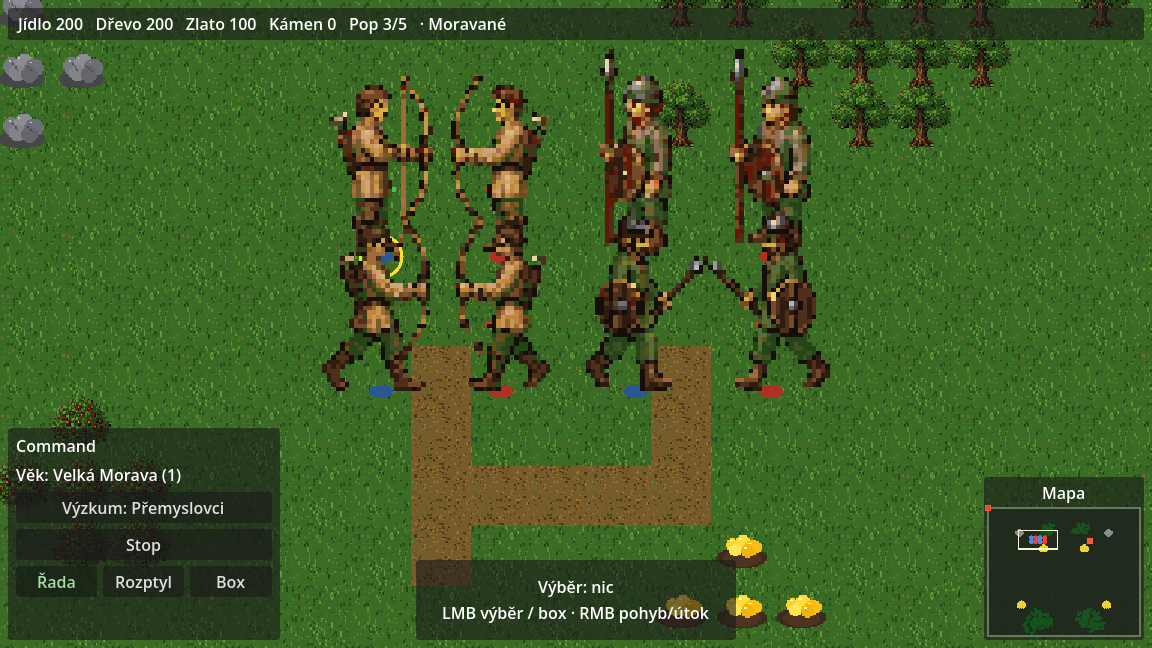 Jídlo 200 Dřevo 200 Zlato 100 Kámen 0 Pop 3/5 · Moravané
Command
Věk: Velká Morava (1)
Výzkum: Přemyslovci
Stop
Řada Rozptyl Box
Výběr: nic
LMB výběr / box · RMB pohyb/útok
Mapa